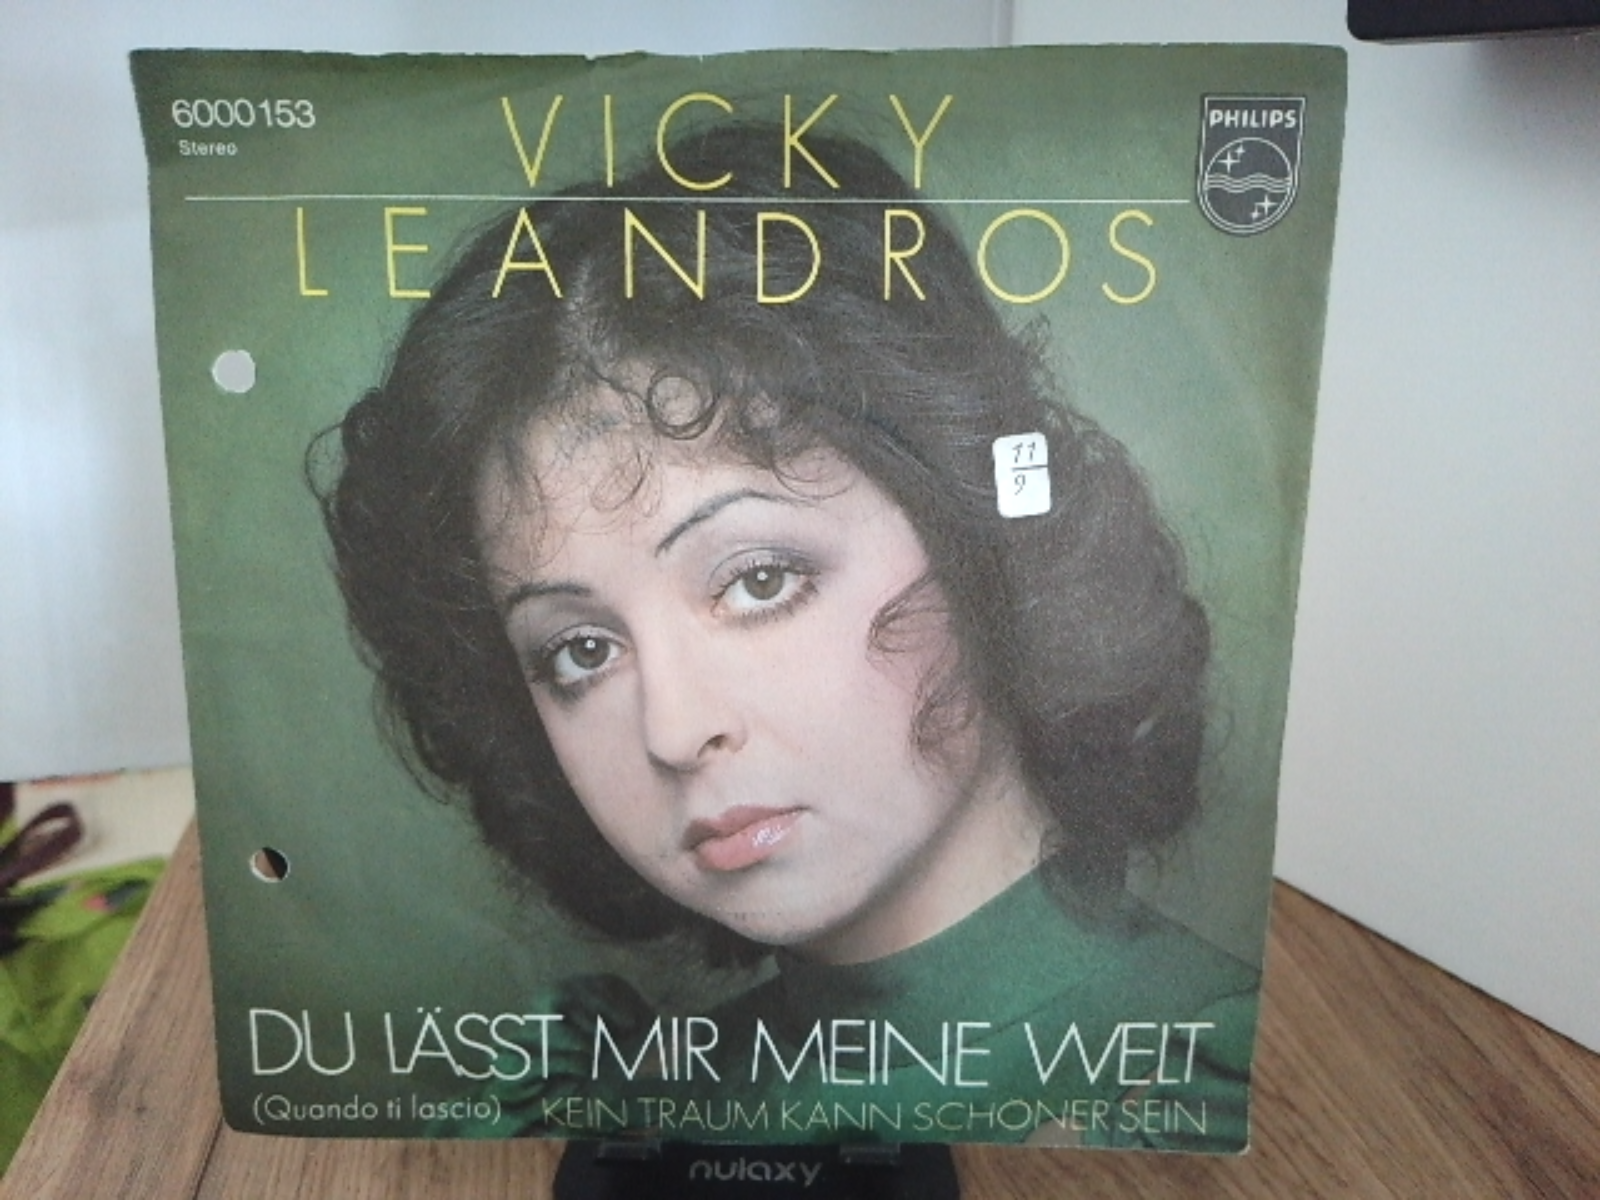 6000153
Stereo
VICKY
LEANDROS
PHILIPS
11
9
DU LÄSST MIR MEINE WELT
(Quando ti lascio) KEIN TRAUM KANN SCHÖNER SEIN
nulaxy